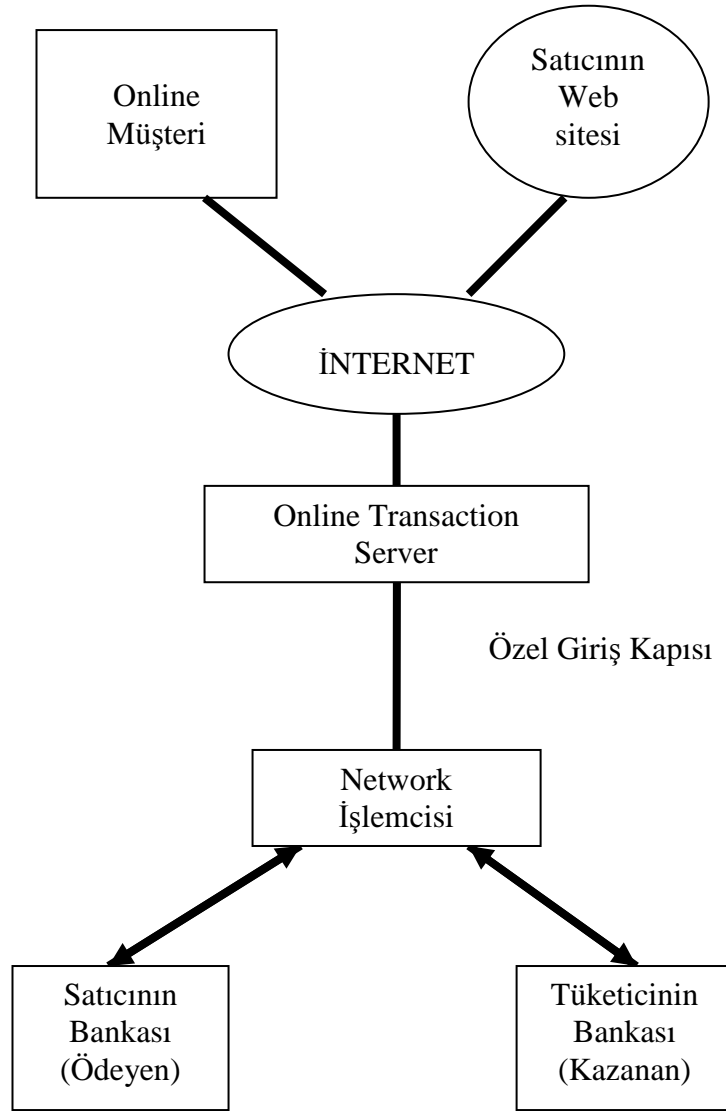 Online
Müşteri
Satıcının
Web
sitesi
İNTERNET
Online Transaction
Server
Özel Giriş Kapısı
Network
İşlemcisi
Satıcının
Bankası
(Ödeyen)
Tüketicinin
Bankası
(Kazanan)